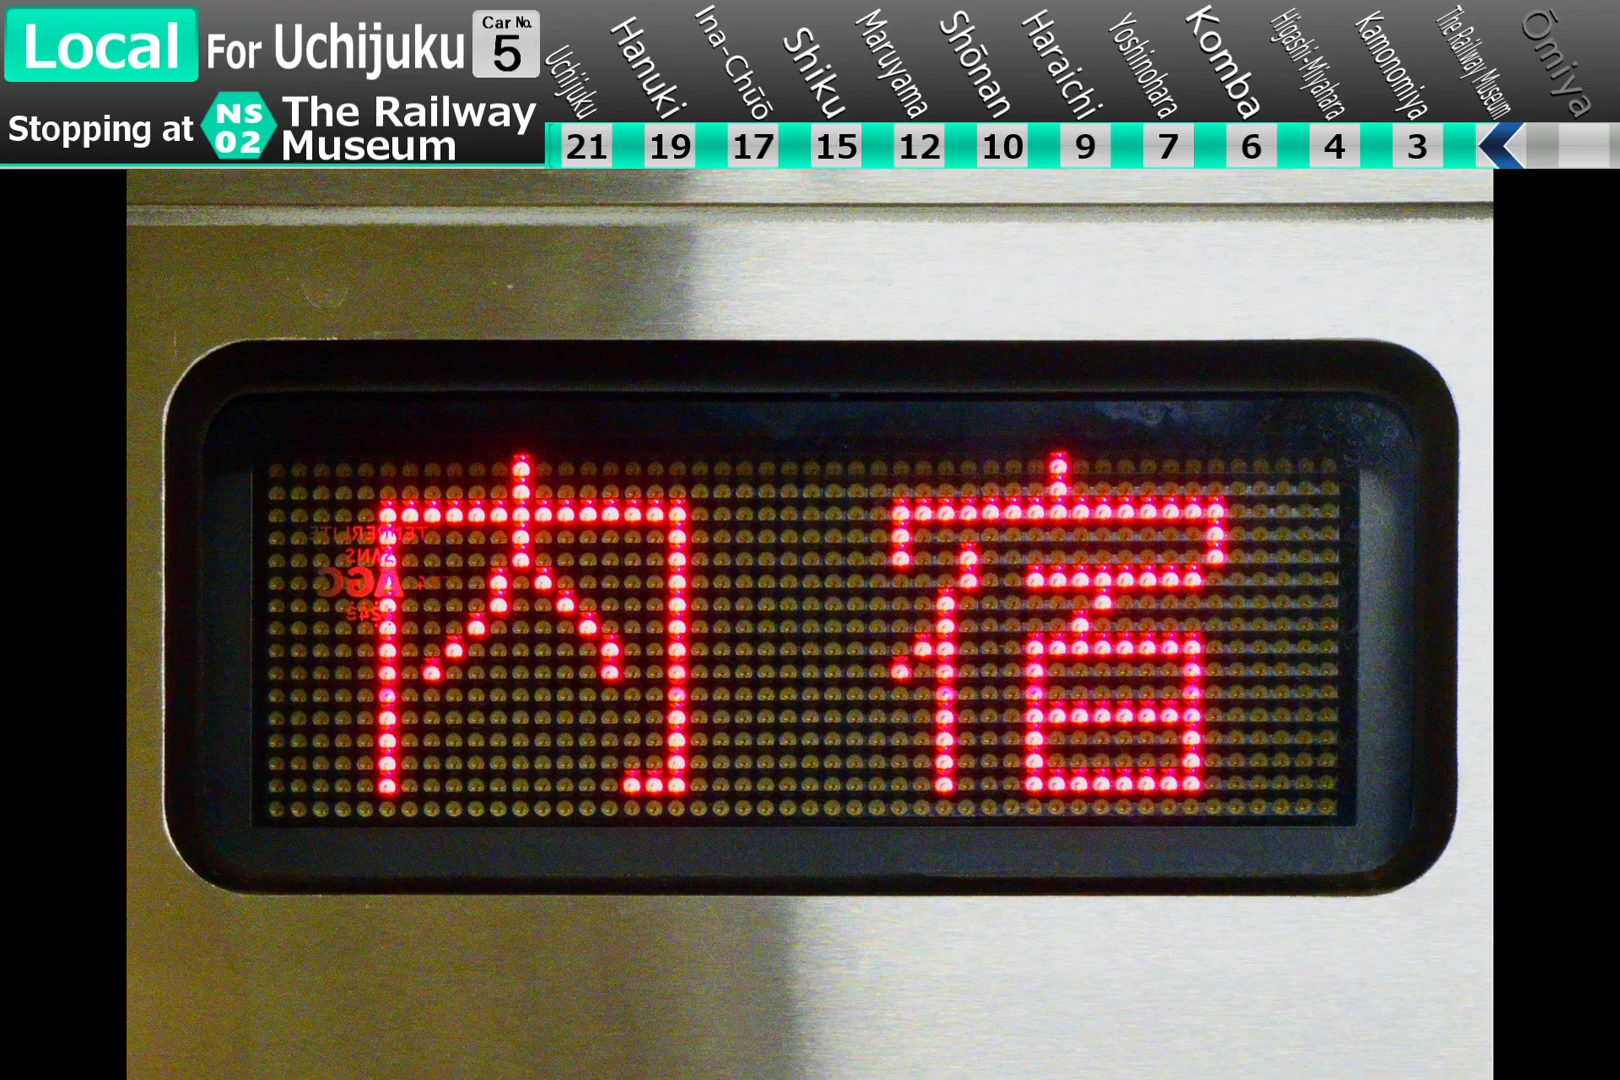 Local For Uchijuku Car No. 5
Stopping at NS 02 The Railway Museum
Uchijuku Hanuki Ina-Chūō Shiku Maruyama Shōnan Haraichi Yoshinohara Komba Higashi-Miyahara Kamonomiya The Railway Museum Ōmiya
21 19 17 15 12 10 9 7 6 4 3
内宿
AGC